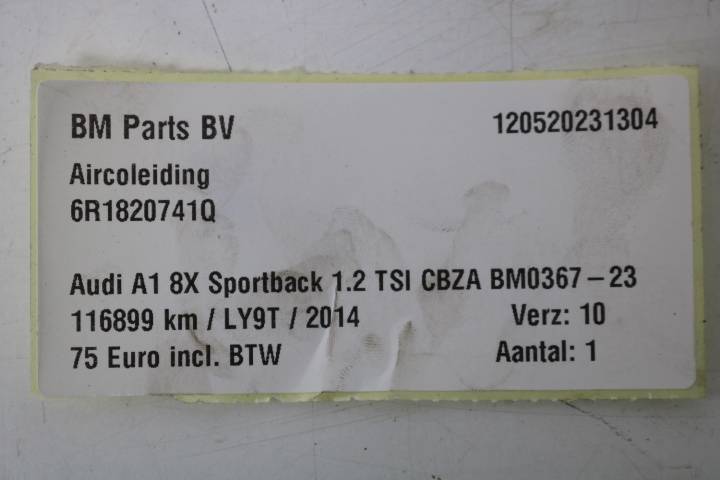 BM Parts BV 120520231304
Aircoleiding
6R1820741Q
Audi A1 8X Sportback 1.2 TSI CBZA BM0367-23
116899 km / LY9T / 2014 Verz: 10
75 Euro incl. BTW Aantal: 1